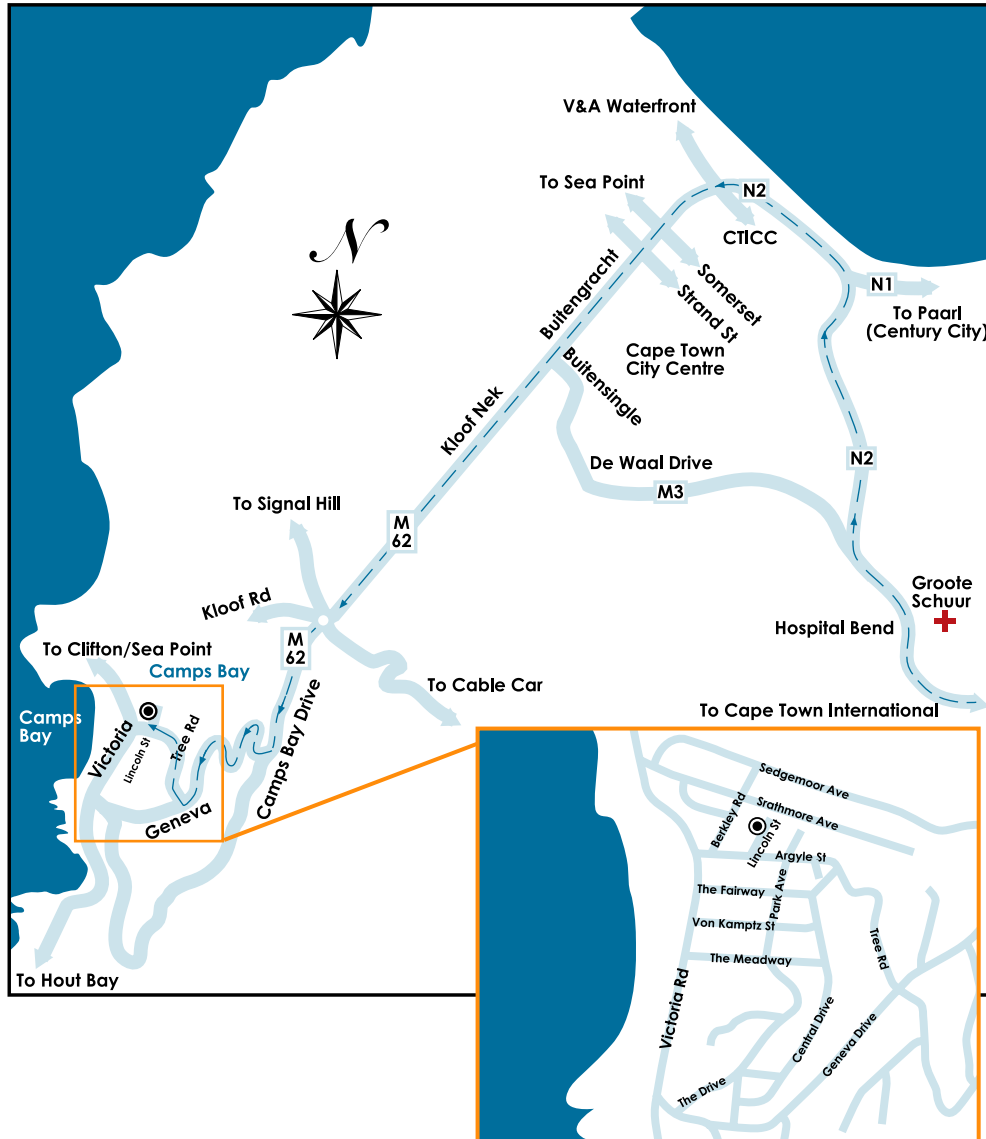 V&A Waterfront
To Sea Point
N2
N
CTICC
N1
Somerset
Strand St
Buitengracht
To Paarl
(Century City)
Cape Town
City Centre
Buitensingle
Kloof Nek
De Waal Drive
N2
M3
To Signal Hill
M
62
Groote
Schuur
Kloof Rd
Hospital Bend
To Clifton/Sea Point
M
62
Camps Bay
To Cable Car
Camps
Bay
Victoria
Lincoln St
Tree Rd
Camps Bay Drive
To Cape Town International
Geneva
To Hout Bay
Sedgemoor Ave
Berkley Rd
Srathmore Ave
Lincoln St
Argyle St
The Fairway
Park Ave
Von Kamptz St
Tree Rd
The Meadway
Victoria Rd
Central Drive
Geneva Drive
The Drive